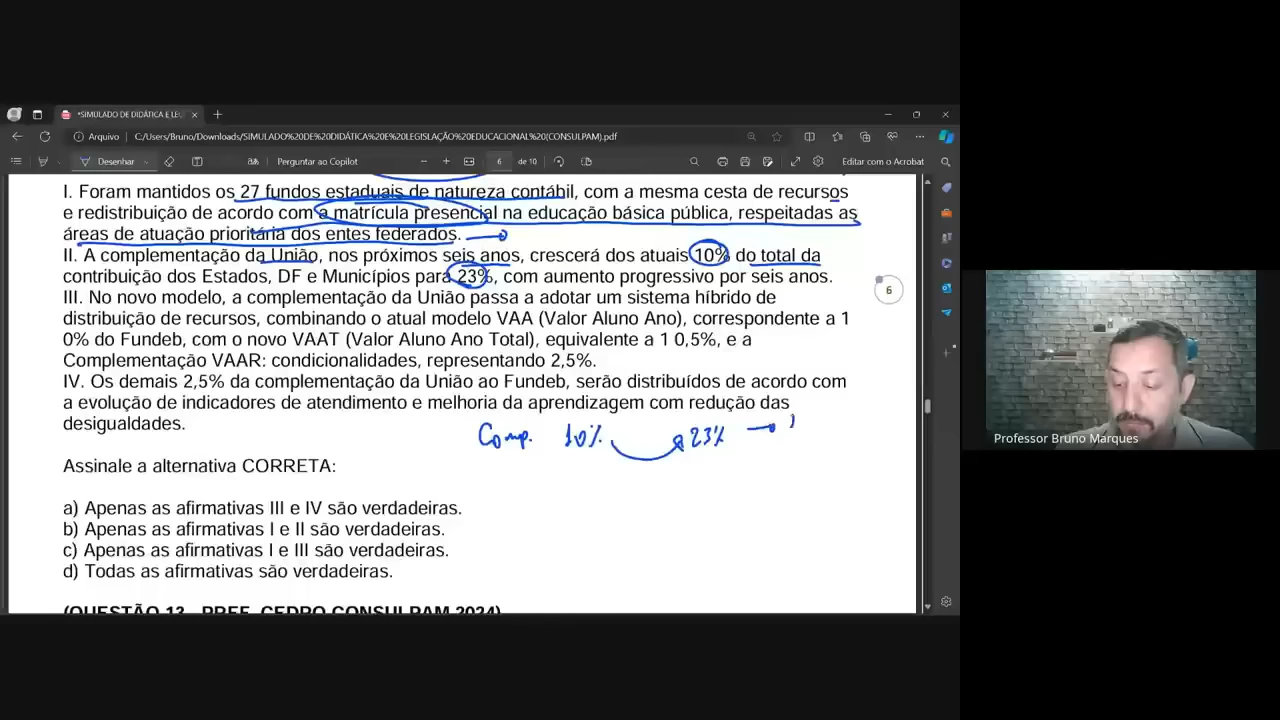 *SIMULADO DE DIDÁTICA E LE
Arquivo C:/Users/Bruno/Downloads/SIMULADO%20DE%20DIDÁTICA%20E%20LEGISLAÇÃO%20EDUCACIONAL%20(CONSULPAM).pdf
Desenhar Perguntar ao Copilot 6 de 10 Editar com o Acrobat
I. Foram mantidos os 27 fundos estaduais de natureza contábil, com a mesma cesta de recursos
e redistribuição de acordo com a matrícula presencial na educação básica pública, respeitadas as
áreas de atuação prioritária dos entes federados.
II. A complementação da União, nos próximos seis anos, crescerá dos atuais 10% do total da
contribuição dos Estados, DF e Municípios para 23%, com aumento progressivo por seis anos.
6
III. No novo modelo, a complementação da União passa a adotar um sistema híbrido de
distribuição de recursos, combinando o atual modelo VAA (Valor Aluno Ano), correspondente a 1
0% do Fundeb, com o novo VAAT (Valor Aluno Ano Total), equivalente a 1 0,5%, e a
Complementação VAAR: condicionalidades, representando 2,5%.
IV. Os demais 2,5% da complementação da União ao Fundeb, serão distribuídos de acordo com
a evolução de indicadores de atendimento e melhoria da aprendizagem com redução das
desigualdades.
Comp. 10% 23%
Assinale a alternativa CORRETA:
a) Apenas as afirmativas III e IV são verdadeiras.
b) Apenas as afirmativas I e II são verdadeiras.
c) Apenas as afirmativas I e III são verdadeiras.
d) Todas as afirmativas são verdadeiras.
(QUESTÃO 13 PREF. CEDRO CONSULPAM 2024)
Professor Bruno Marques